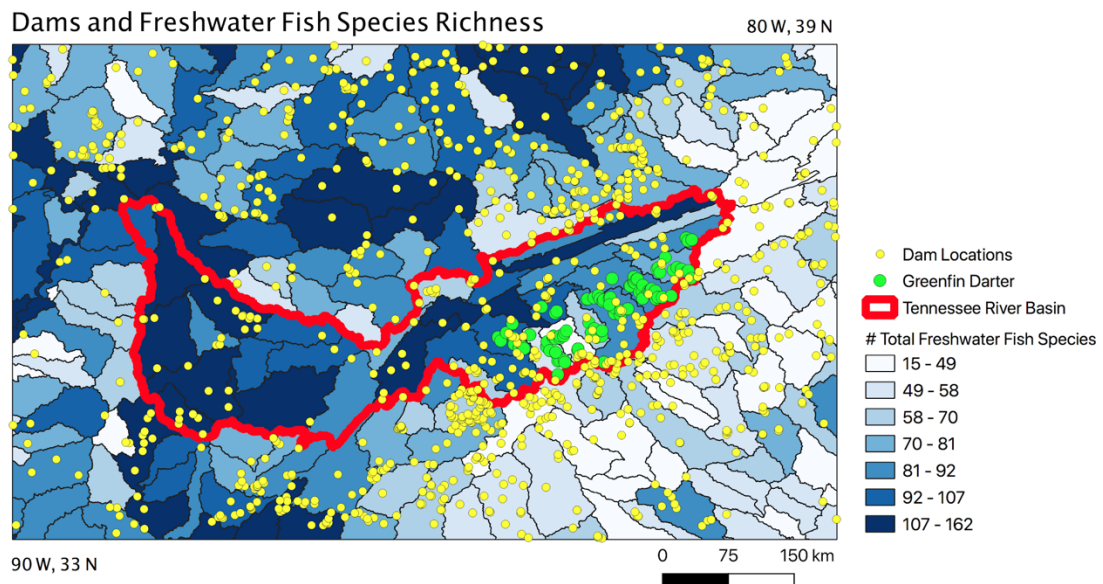 Dams and Freshwater Fish Species Richness
80 W, 39 N
Dam Locations
Greenfin Darter
Tennessee River Basin
# Total Freshwater Fish Species
15 - 49
49 - 58
58 - 70
70 - 81
81 - 92
92 - 107
107 - 162
90 W, 33 N
0 75 150 km